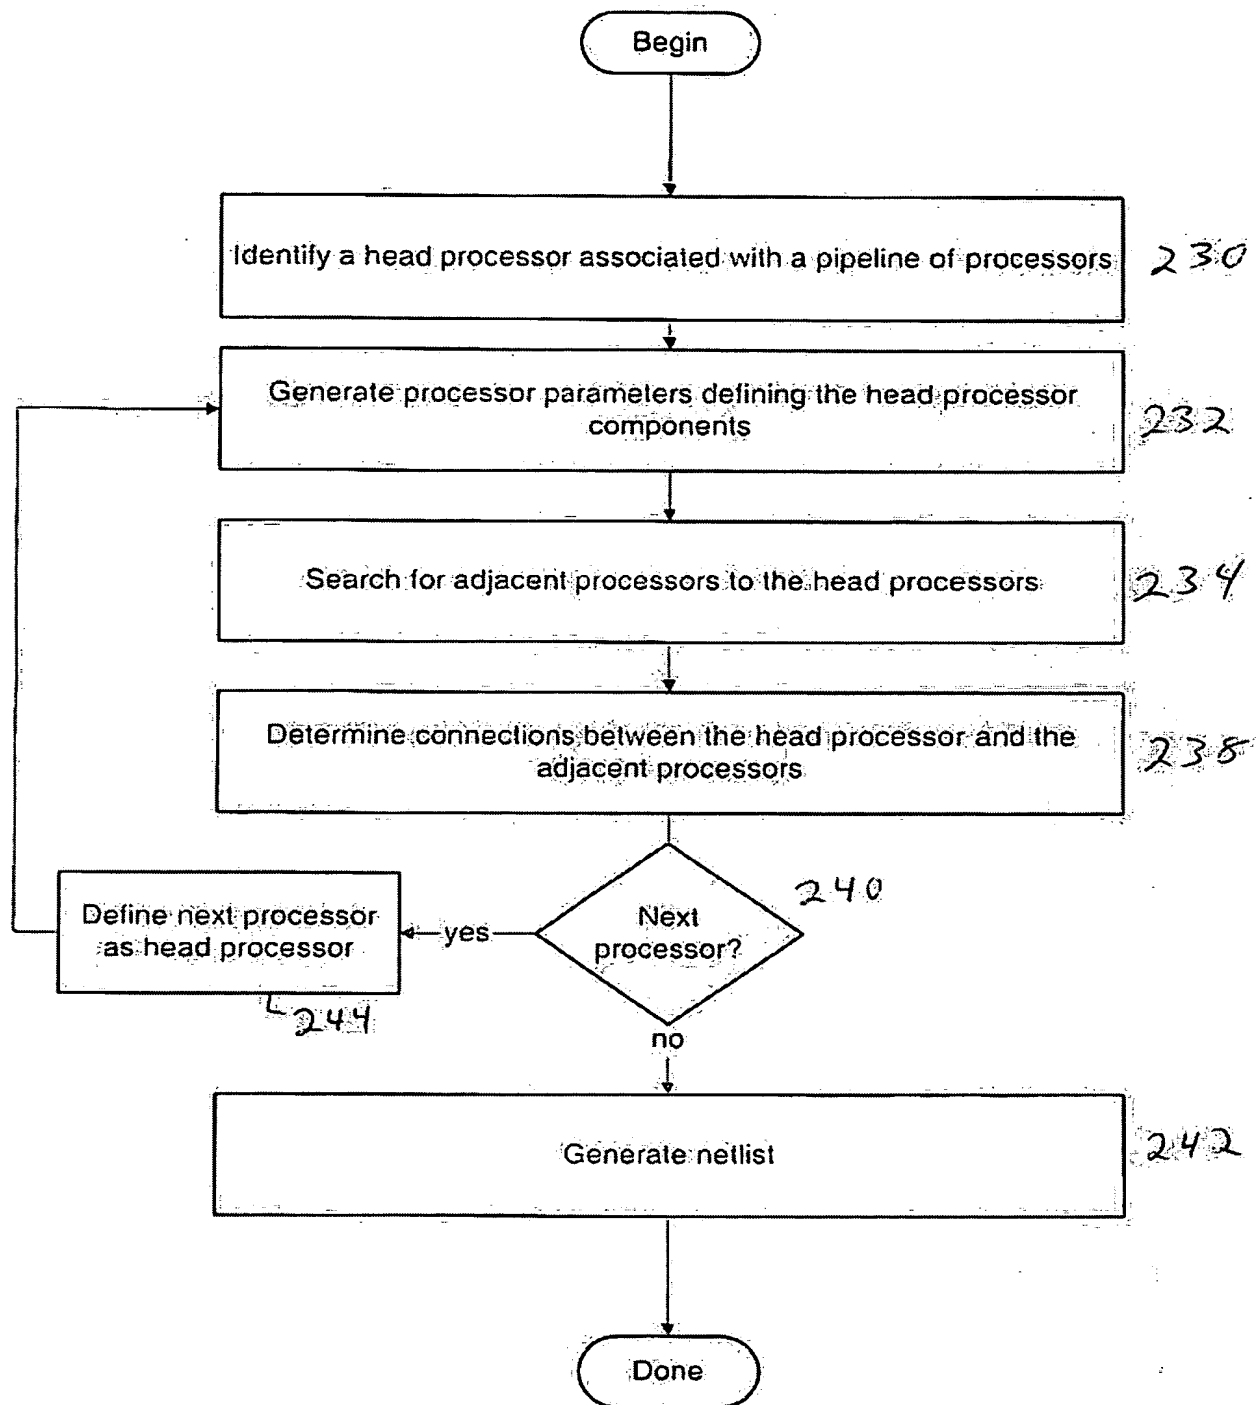 Begin
Identify a head processor associated with a pipeline of processors
230
Generate processor parameters defining the head processor
components
232
Search for adjacent processors to the head processors
234
Determine connections between the head processor and the
adjacent processors
238
240
Next
processor?
yes
Define next processor
as head processor
244
no
Generate netlist
242
Done